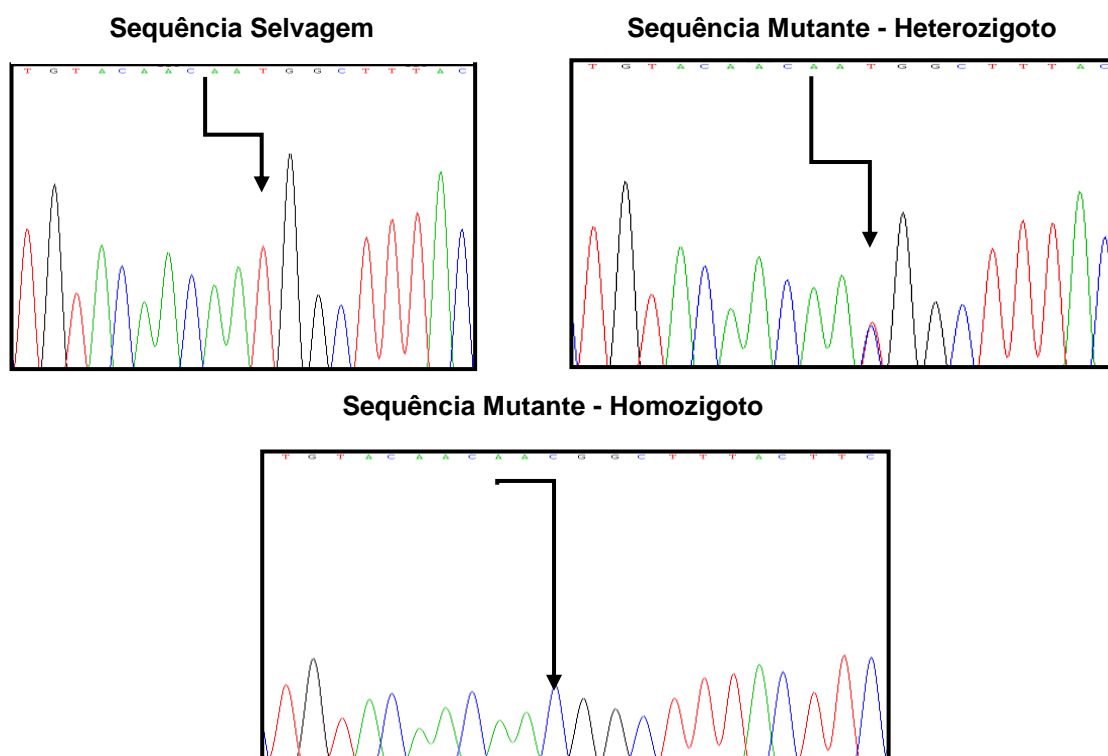 Sequência Selvagem
T G T A C A A C A A T G G C T T T A C
Sequência Mutante - Heterozigoto
T G T A C A A C A A T G G C T T T A C
Sequência Mutante - Homozigoto
T G T A C A A C A A C G G C T T T A C T T C